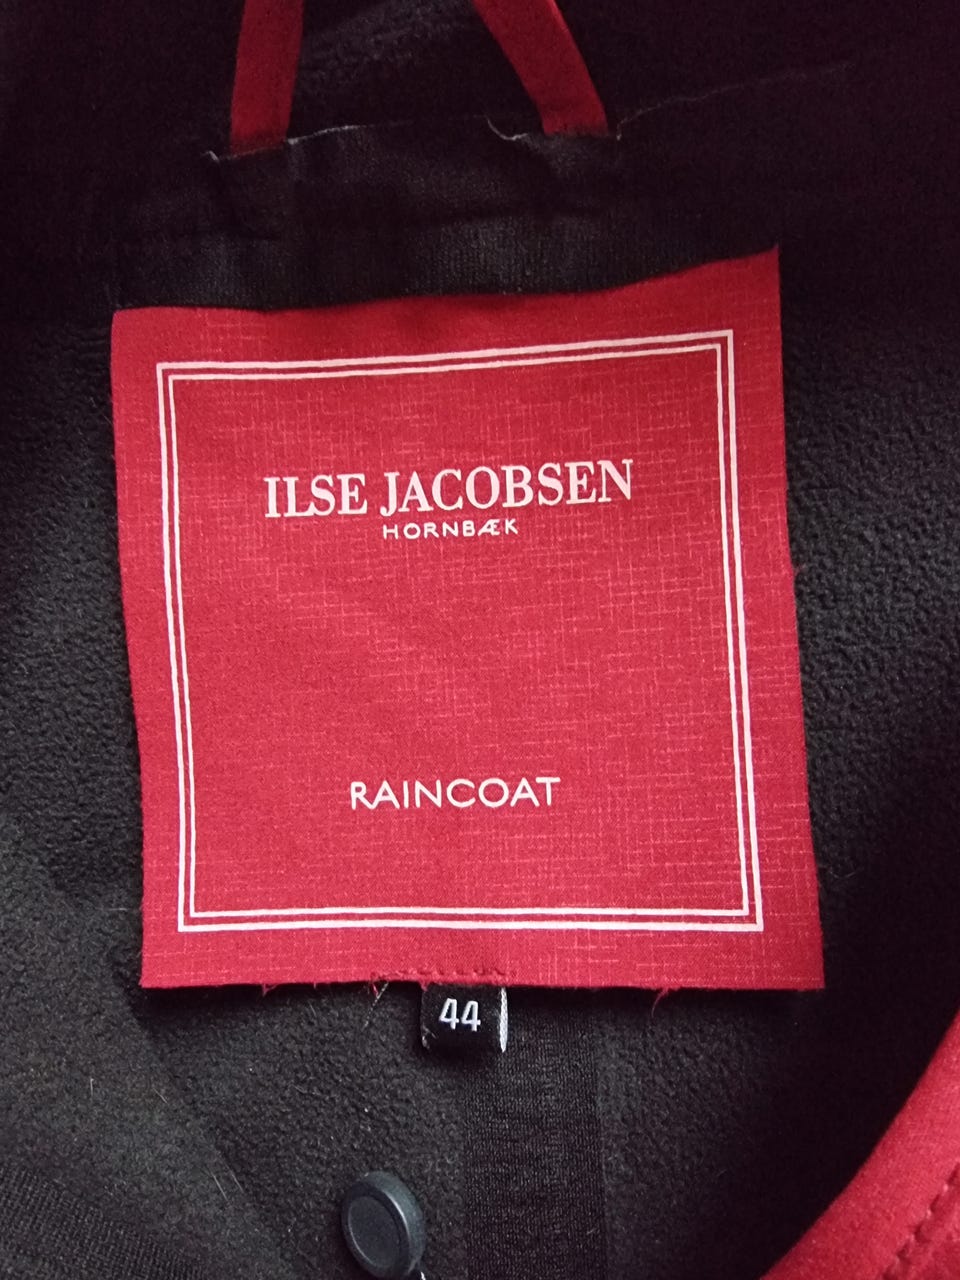 ILSE JACOBSEN
HORNBÆK
RAINCOAT
44